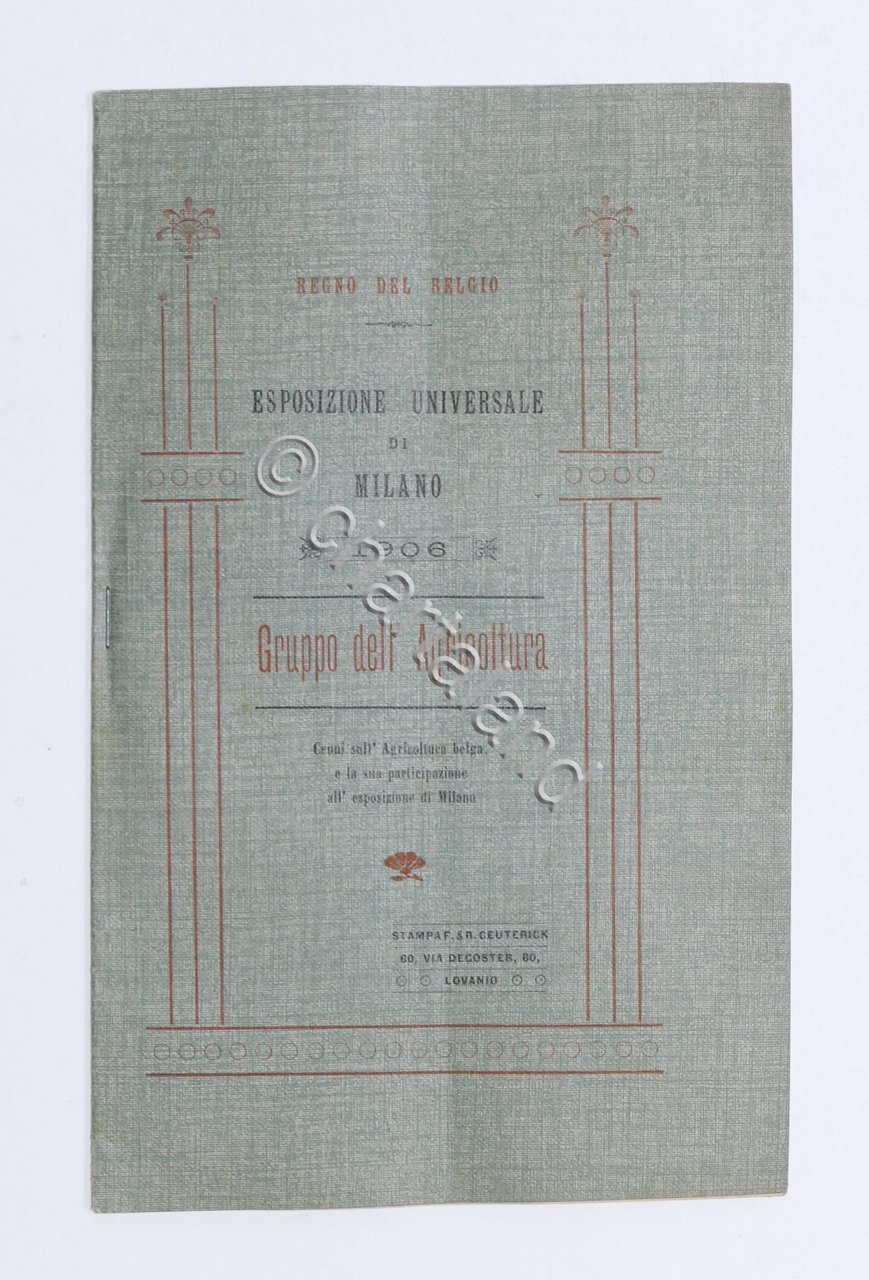 REGNO DEL BELGIO
ESPOSIZIONE UNIVERSALE
DI
MILANO
1906
Gruppo dell' Agricoltura
Cenni sull' Agricoltura belga,
e la sua participazione
all' esposizione di Milano
STAMPA F. & R. CEUTERICK
60, VIA DECOSTER, 60,
LOVANIO